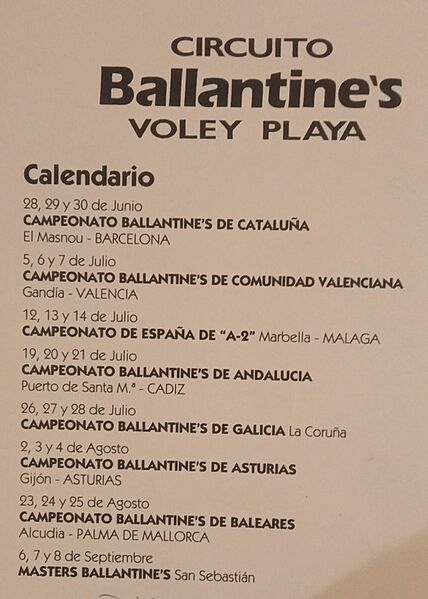 CIRCUITO
Ballantine's
VOLEY PLAYA
Calendario
28, 29 y 30 de Junio
CAMPEONATO BALLANTINE'S DE CATALUÑA
El Masnou - BARCELONA
5, 6 y 7 de Julio
CAMPEONATO BALLANTINE'S DE COMUNIDAD VALENCIANA
Gandía - VALENCIA
12, 13 y 14 de Julio
CAMPEONATO DE ESPAÑA DE "A-2" Marbella - MALAGA
19, 20 y 21 de Julio
CAMPEONATO BALLANTINE'S DE ANDALUCIA
Puerto de Santa M.ª - CADIZ
26, 27 y 28 de Julio
CAMPEONATO BALLANTINE'S DE GALICIA La Coruña
2, 3 y 4 de Agosto
CAMPEONATO BALLANTINE'S DE ASTURIAS
Gijón - ASTURIAS
23, 24 y 25 de Agosto
CAMPEONATO BALLANTINE'S DE BALEARES
Alcudia - PALMA DE MALLORCA
6, 7 y 8 de Septiembre
MASTERS BALLANTINE'S San Sebastián